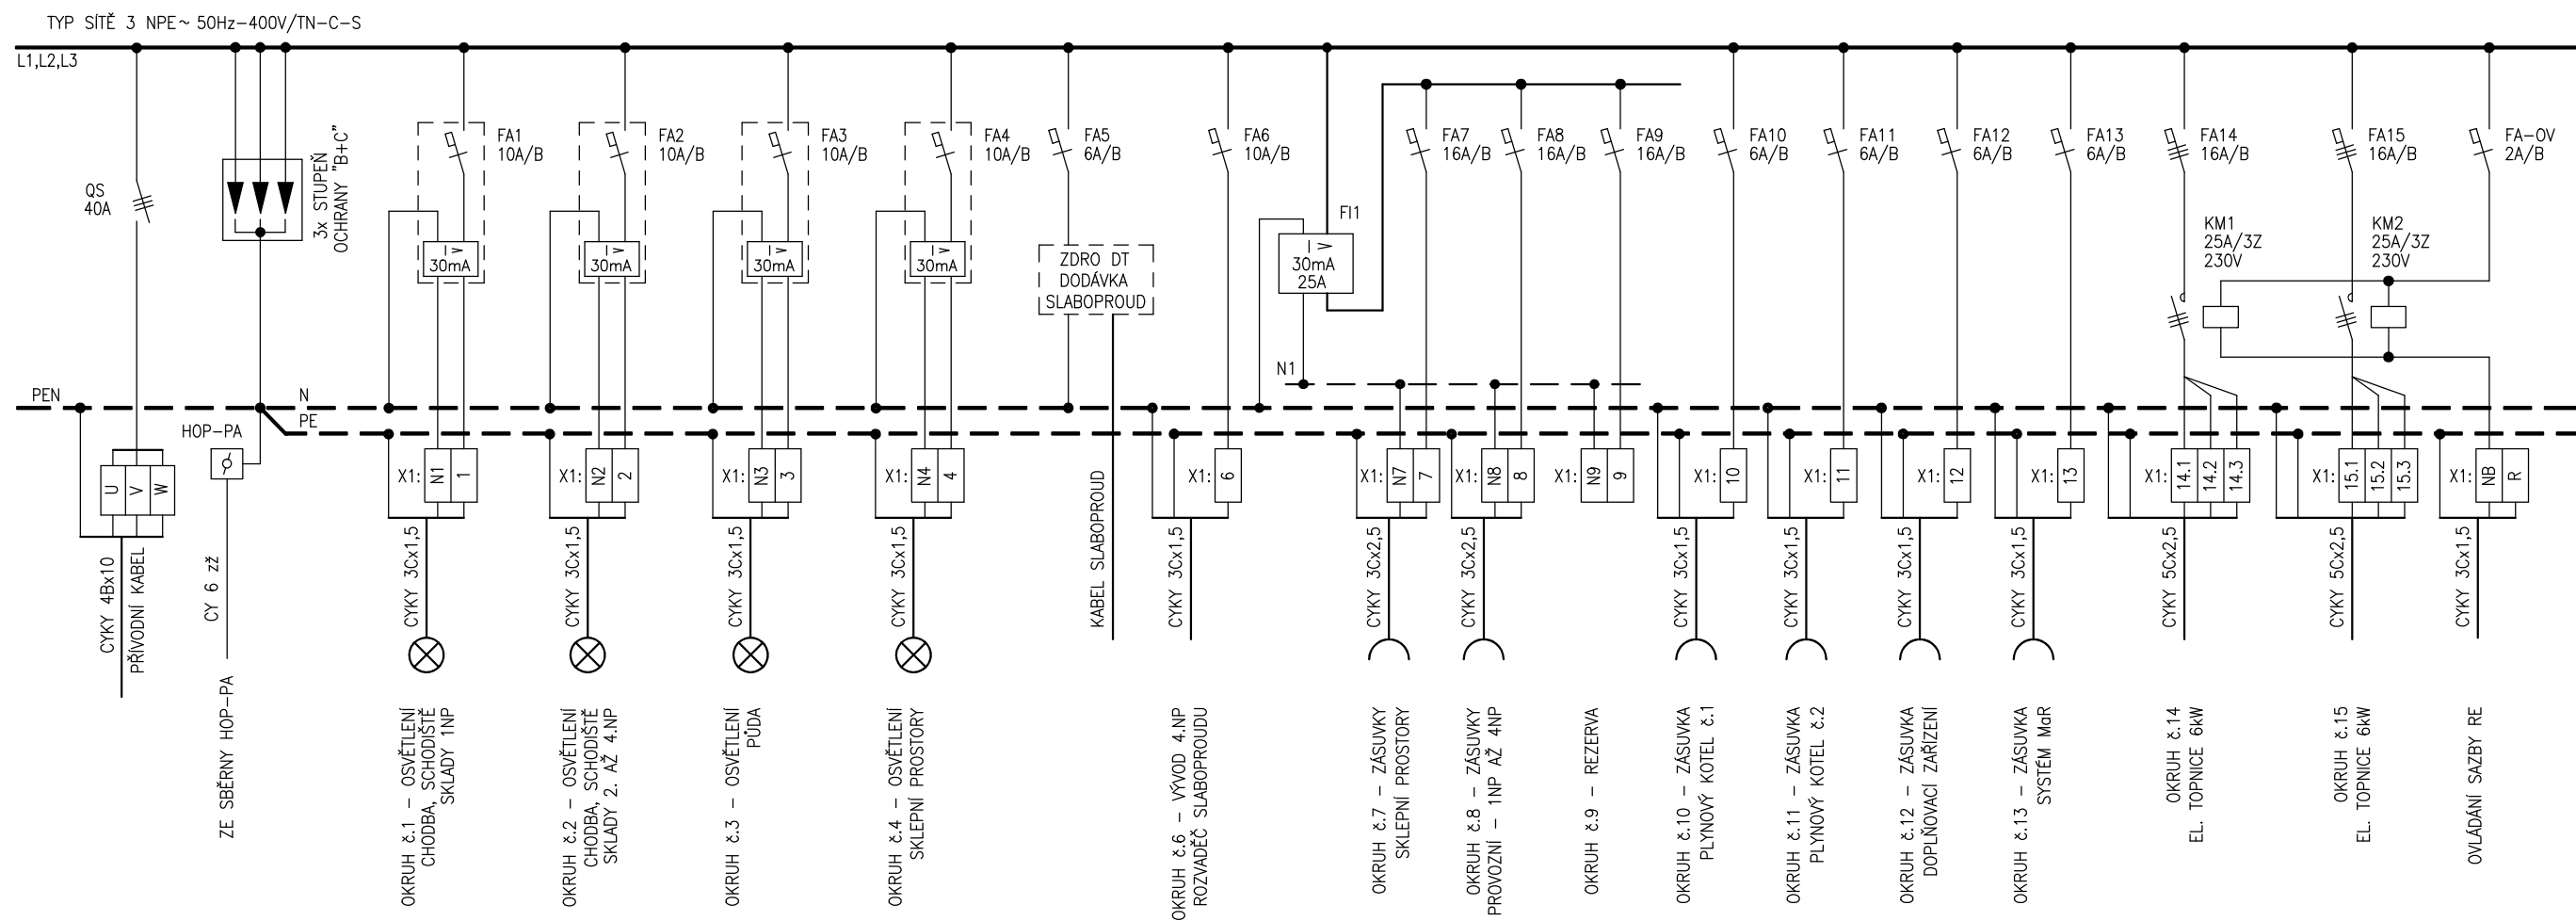 TYP SÍTĚ 3 NPE~ 50Hz-400V/TN-C-S
L1,L2,L3
QS
40A
3x STUPEŇ
OCHRANY "B+C"
FA1
10A/B
30mA
FA2
10A/B
30mA
FA3
10A/B
30mA
FA4
10A/B
30mA
FA5
6A/B
ZDRO DT
DODÁVKA
SLABOPROUD
FA6
10A/B
FI1
30mA
25A
FA7
16A/B
FA8
16A/B
FA9
16A/B
FA10
6A/B
FA11
6A/B
FA12
6A/B
FA13
6A/B
FA14
16A/B
KM1
25A/3Z
230V
FA15
16A/B
KM2
25A/3Z
230V
FA-OV
2A/B
N1
PEN
N
PE
HOP-PA
U
V
W
X1:
N1
1
X1:
N2
2
X1:
N3
3
X1:
N4
4
X1:
6
X1:
N7
7
X1:
N8
8
X1:
N9
9
X1:
10
X1:
11
X1:
12
X1:
13
X1:
14.1
14.2
14.3
X1:
15.1
15.2
15.3
X1:
NB
R
CYKY 4Bx10
PŘÍVODNÍ KABEL
CY 6 zž
CYKY 3Cx1,5
CYKY 3Cx1,5
CYKY 3Cx1,5
CYKY 3Cx1,5
KABEL SLABOPROUD
CYKY 3Cx1,5
CYKY 3Cx2,5
CYKY 3Cx2,5
CYKY 3Cx1,5
CYKY 3Cx1,5
CYKY 3Cx1,5
CYKY 3Cx1,5
CYKY 5Cx2,5
CYKY 5Cx2,5
CYKY 3Cx1,5
ZE SBĚRNY HOP-PA
OKRUH č.1 - OSVĚTLENÍ
CHODBA, SCHODIŠTĚ
SKLADY 1NP
OKRUH č.2 - OSVĚTLENÍ
CHODBA, SCHODIŠTĚ
SKLADY 2. AŽ 4.NP
OKRUH č.3 - OSVĚTLENÍ
PŮDA
OKRUH č.4 - OSVĚTLENÍ
SKLEPNÍ PROSTORY
OKRUH č.6 - VÝVOD 4.NP
ROZVADĚČ SLABOPROUDU
OKRUH č.7 - ZÁSUVKY
SKLEPNÍ PROSTORY
OKRUH č.8 - ZÁSUVKY
PROVOZNÍ - 1NP AŽ 4NP
OKRUH č.9 - REZERVA
OKRUH č.10 - ZÁSUVKA
PLYNOVÝ KOTEL č.1
OKRUH č.11 - ZÁSUVKA
PLYNOVÝ KOTEL č.2
OKRUH č.12 - ZÁSUVKA
DOPLŇOVACÍ ZAŘÍZENÍ
OKRUH č.13 - ZÁSUVKA
SYSTÉM MaR
OKRUH č.14
EL. TOPNICE 6kW
OKRUH č.15
EL. TOPNICE 6kW
OVLÁDÁNÍ SAZBY RE